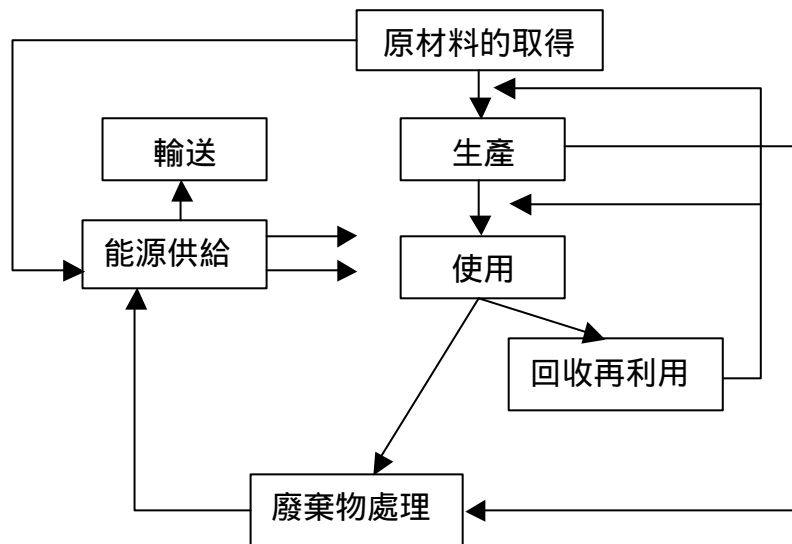 原材料的取得
輸送
生產
能源供給
使用
回收再利用
廢棄物處理